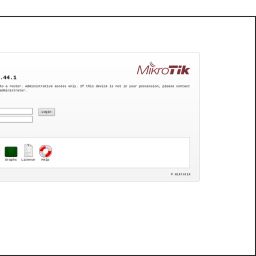 MikroTik
.44.1
to a router. Administrative access only. If this device is not in your possession, please contact
administrator.
Login
Graphs License Help
© mikrotik